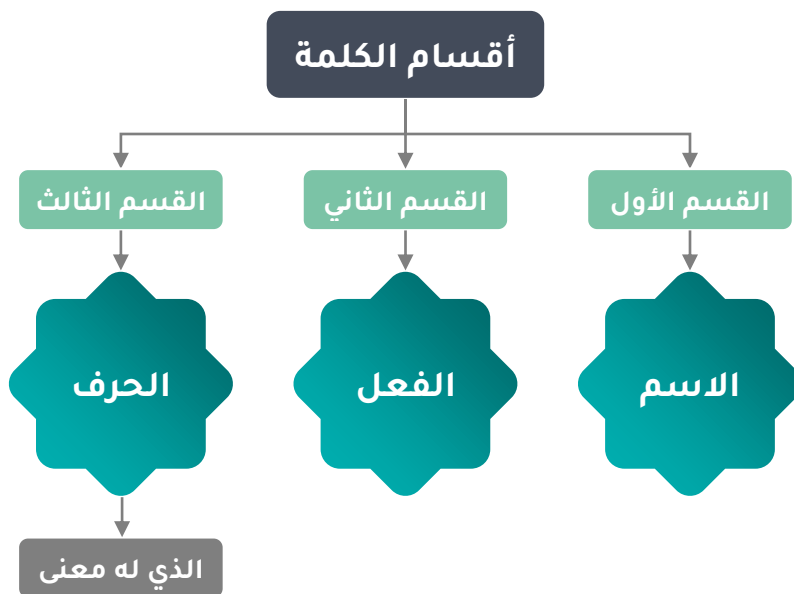 أقسام الكلمة
القسم الأول
القسم الثاني
القسم الثالث
الاسم
الفعل
الحرف
الذي له معنى